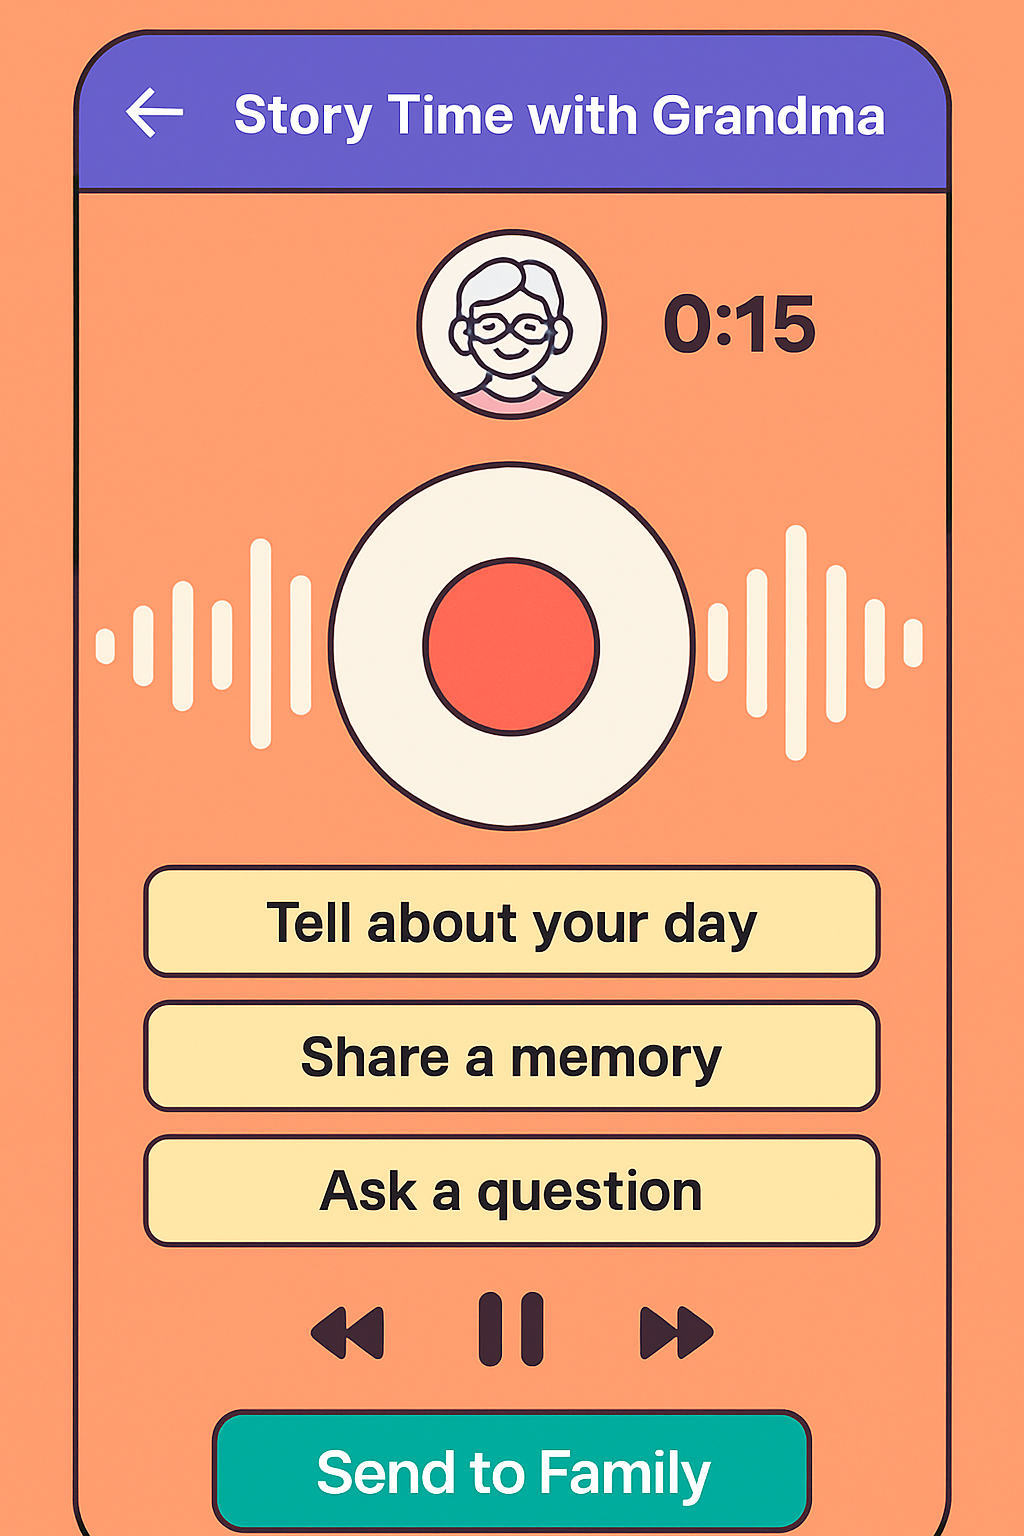 Story Time with Grandma
0:15
Tell about your day
Share a memory
Ask a question
Send to Family